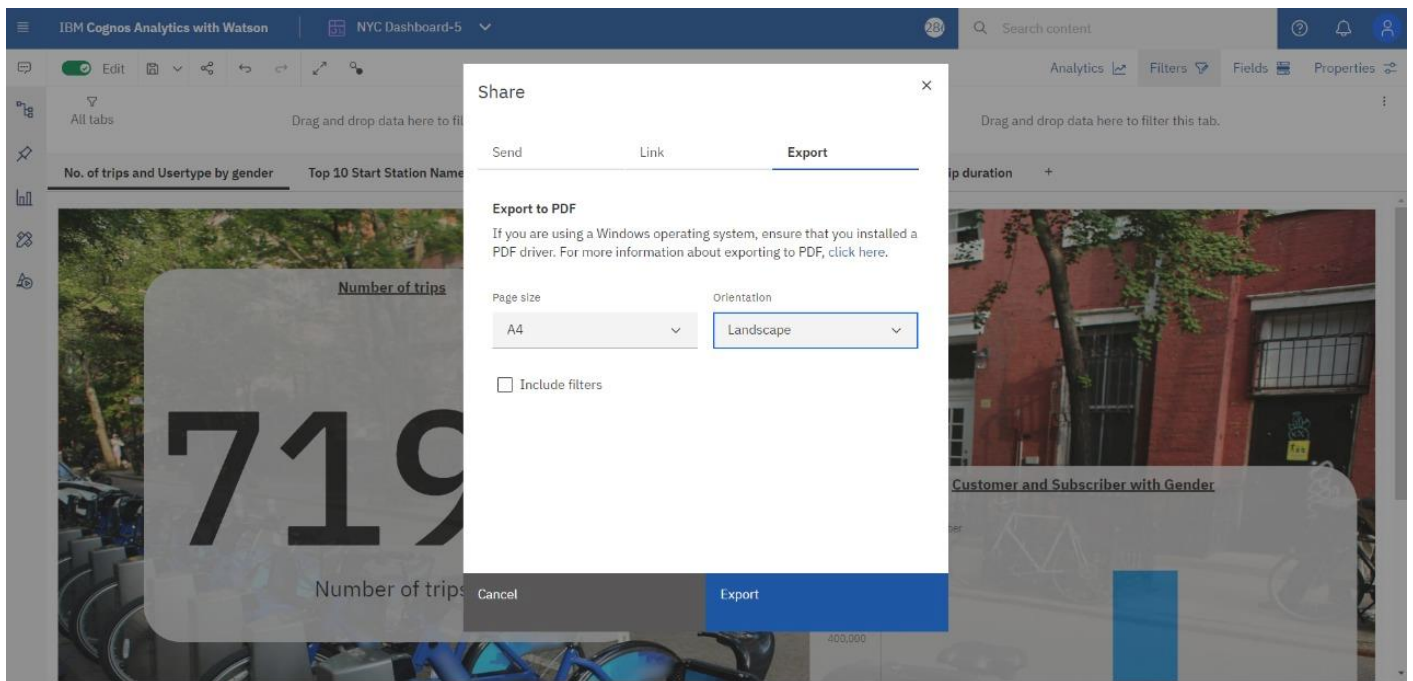 IBM Cognos Analytics with Watson
NYC Dashboard-5
Search content
Edit
Analytics
Filters
Fields
Properties
All tabs
Drag and drop data here to fil
Drag and drop data here to filter this tab.
No. of trips and Usertype by gender
Top 10 Start Station Name
ip duration
+
Share
Send
Link
Export
Export to PDF
If you are using a Windows operating system, ensure that you installed a
PDF driver. For more information about exporting to PDF, click here.
Page size
Orientation
A4
Landscape
Include filters
Cancel
Export
Number of trips
719
Number of trips
Customer and Subscriber with Gender
400,000